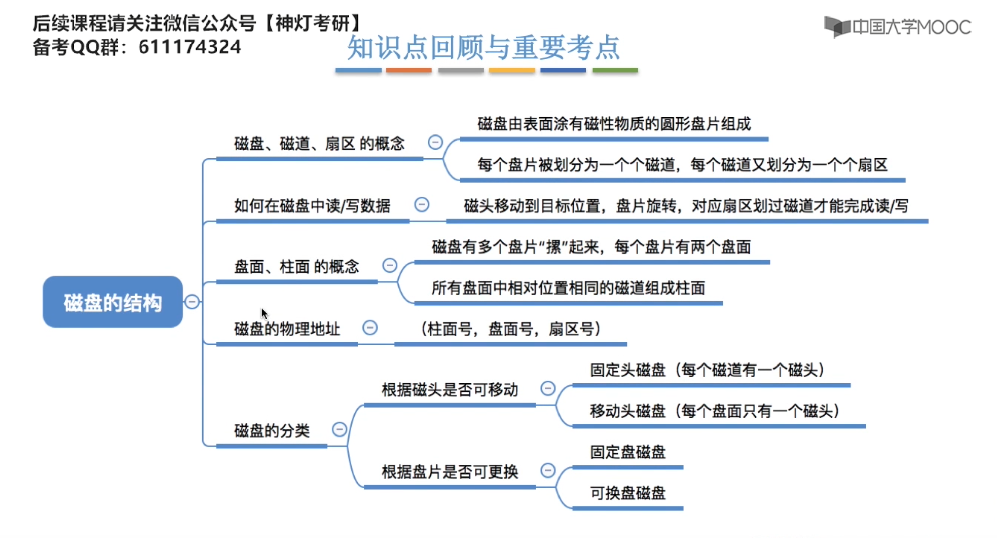 后续课程请关注微信公众号【神灯考研】
备考QQ群：611174324
中国大学MOOC
知识点回顾与重要考点
磁盘的结构
磁盘、磁道、扇区 的概念
磁盘由表面涂有磁性物质的圆形盘片组成
每个盘片被划分为一个个磁道，每个磁道又划分为一个个扇区
如何在磁盘中读/写数据
磁头移动到目标位置，盘片旋转，对应扇区划过磁道才能完成读/写
盘面、柱面 的概念
磁盘有多个盘片“摞”起来，每个盘片有两个盘面
所有盘面中相对位置相同的磁道组成柱面
磁盘的物理地址
（柱面号，盘面号，扇区号）
磁盘的分类
根据磁头是否可移动
固定头磁盘（每个磁道有一个磁头）
移动头磁盘（每个盘面只有一个磁头）
根据盘片是否可更换
固定盘磁盘
可换盘磁盘